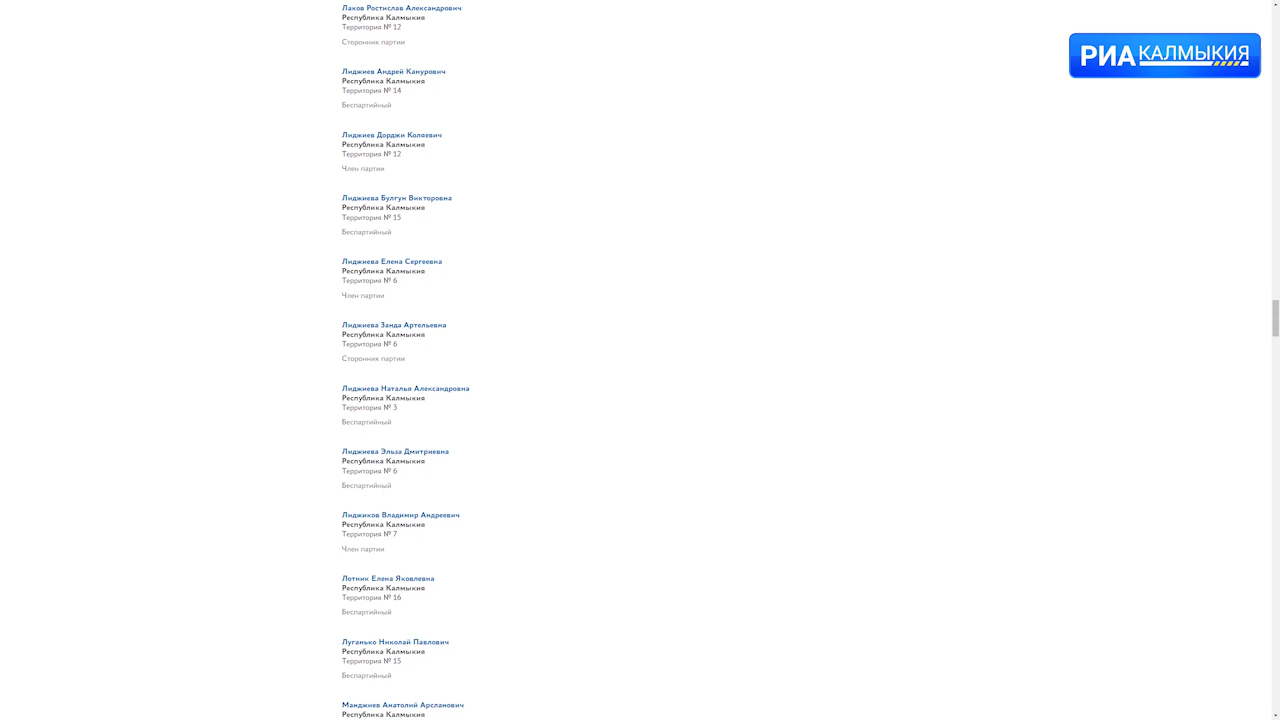 Лаков Ростислав Александрович
Республика Калмыкия
Территория № 12
Сторонник партии
РИА КАЛМЫКИЯ
Лиджиев Андрей Канурович
Республика Калмыкия
Территория № 14
Беспартийный
Лиджиев Дорджи Коляевич
Республика Калмыкия
Территория № 12
Член партии
Лиджиева Булгун Викторовна
Республика Калмыкия
Территория № 15
Беспартийный
Лиджиева Елена Сергеевна
Республика Калмыкия
Территория № 6
Член партии
Лиджиева Занда Артельевна
Республика Калмыкия
Территория № 6
Сторонник партии
Лиджиева Наталья Александровна
Республика Калмыкия
Территория № 3
Беспартийный
Лиджиева Эльза Дмитриевна
Республика Калмыкия
Территория № 6
Беспартийный
Лиджиков Владимир Андреевич
Республика Калмыкия
Территория № 7
Член партии
Лотник Елена Яковлевна
Республика Калмыкия
Территория № 16
Беспартийный
Луганько Николай Павлович
Республика Калмыкия
Территория № 15
Беспартийный
Манджиев Анатолий Арсланович
Республика Калмыкия